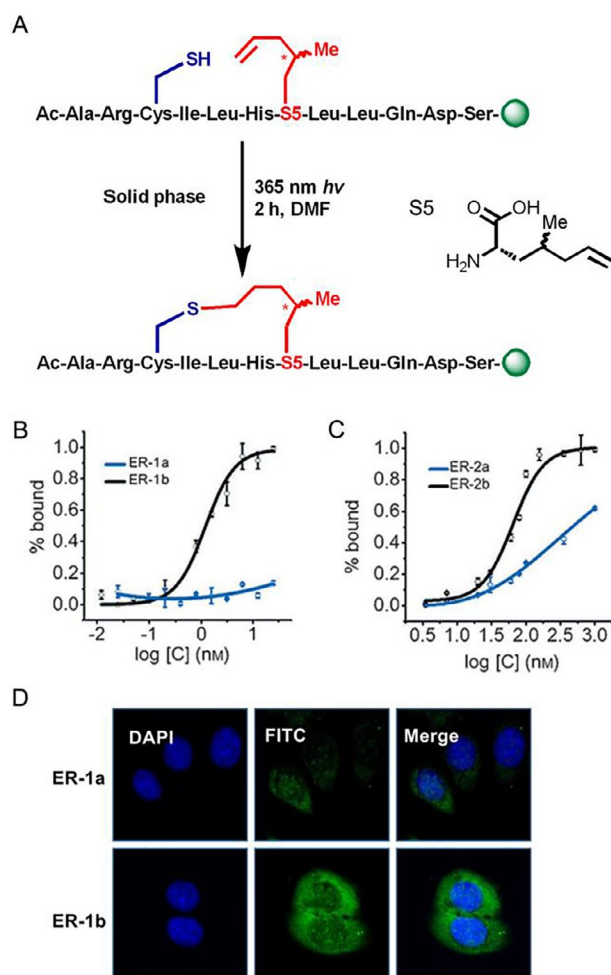 A
SH
Me
*
Ac-Ala-Arg-Cys-Ile-Leu-His-S5-Leu-Leu-Gln-Asp-Ser-
Solid phase
365 nm hv
2 h, DMF
S5
O
OH
Me
H₂N
S
Me
*
Ac-Ala-Arg-Cys-Ile-Leu-His-S5-Leu-Leu-Gln-Asp-Ser-
B
ER-1a
ER-1b
% bound
1.0
0.8
0.6
0.4
0.2
0.0
-2
-1
0
1
log [C] (nM)
C
ER-2a
ER-2b
% bound
1.0
0.8
0.6
0.4
0.2
0.0
0.5
1.0
1.5
2.0
2.5
3.0
log [C] (nM)
D
DAPI
FITC
Merge
ER-1a
ER-1b